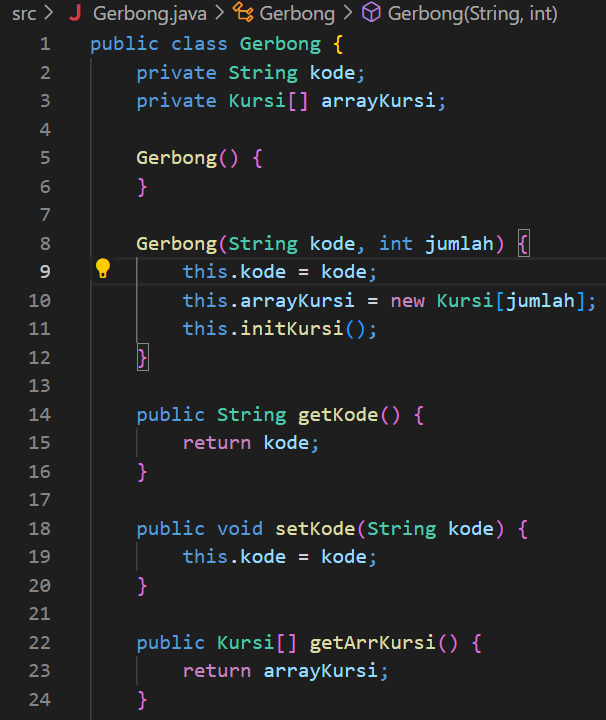 src > J Gerbong.java > Gerbong > Gerbong(String, int)
1 public class Gerbong {
2     private String kode;
3     private Kursi[] arrayKursi;
4
5     Gerbong() {
6     }
7
8     Gerbong(String kode, int jumlah) {
9         this.kode = kode;
10         this.arrayKursi = new Kursi[jumlah];
11         this.initKursi();
12     }
13
14     public String getKode() {
15         return kode;
16     }
17
18     public void setKode(String kode) {
19         this.kode = kode;
20     }
21
22     public Kursi[] getArrKursi() {
23         return arrayKursi;
24     }